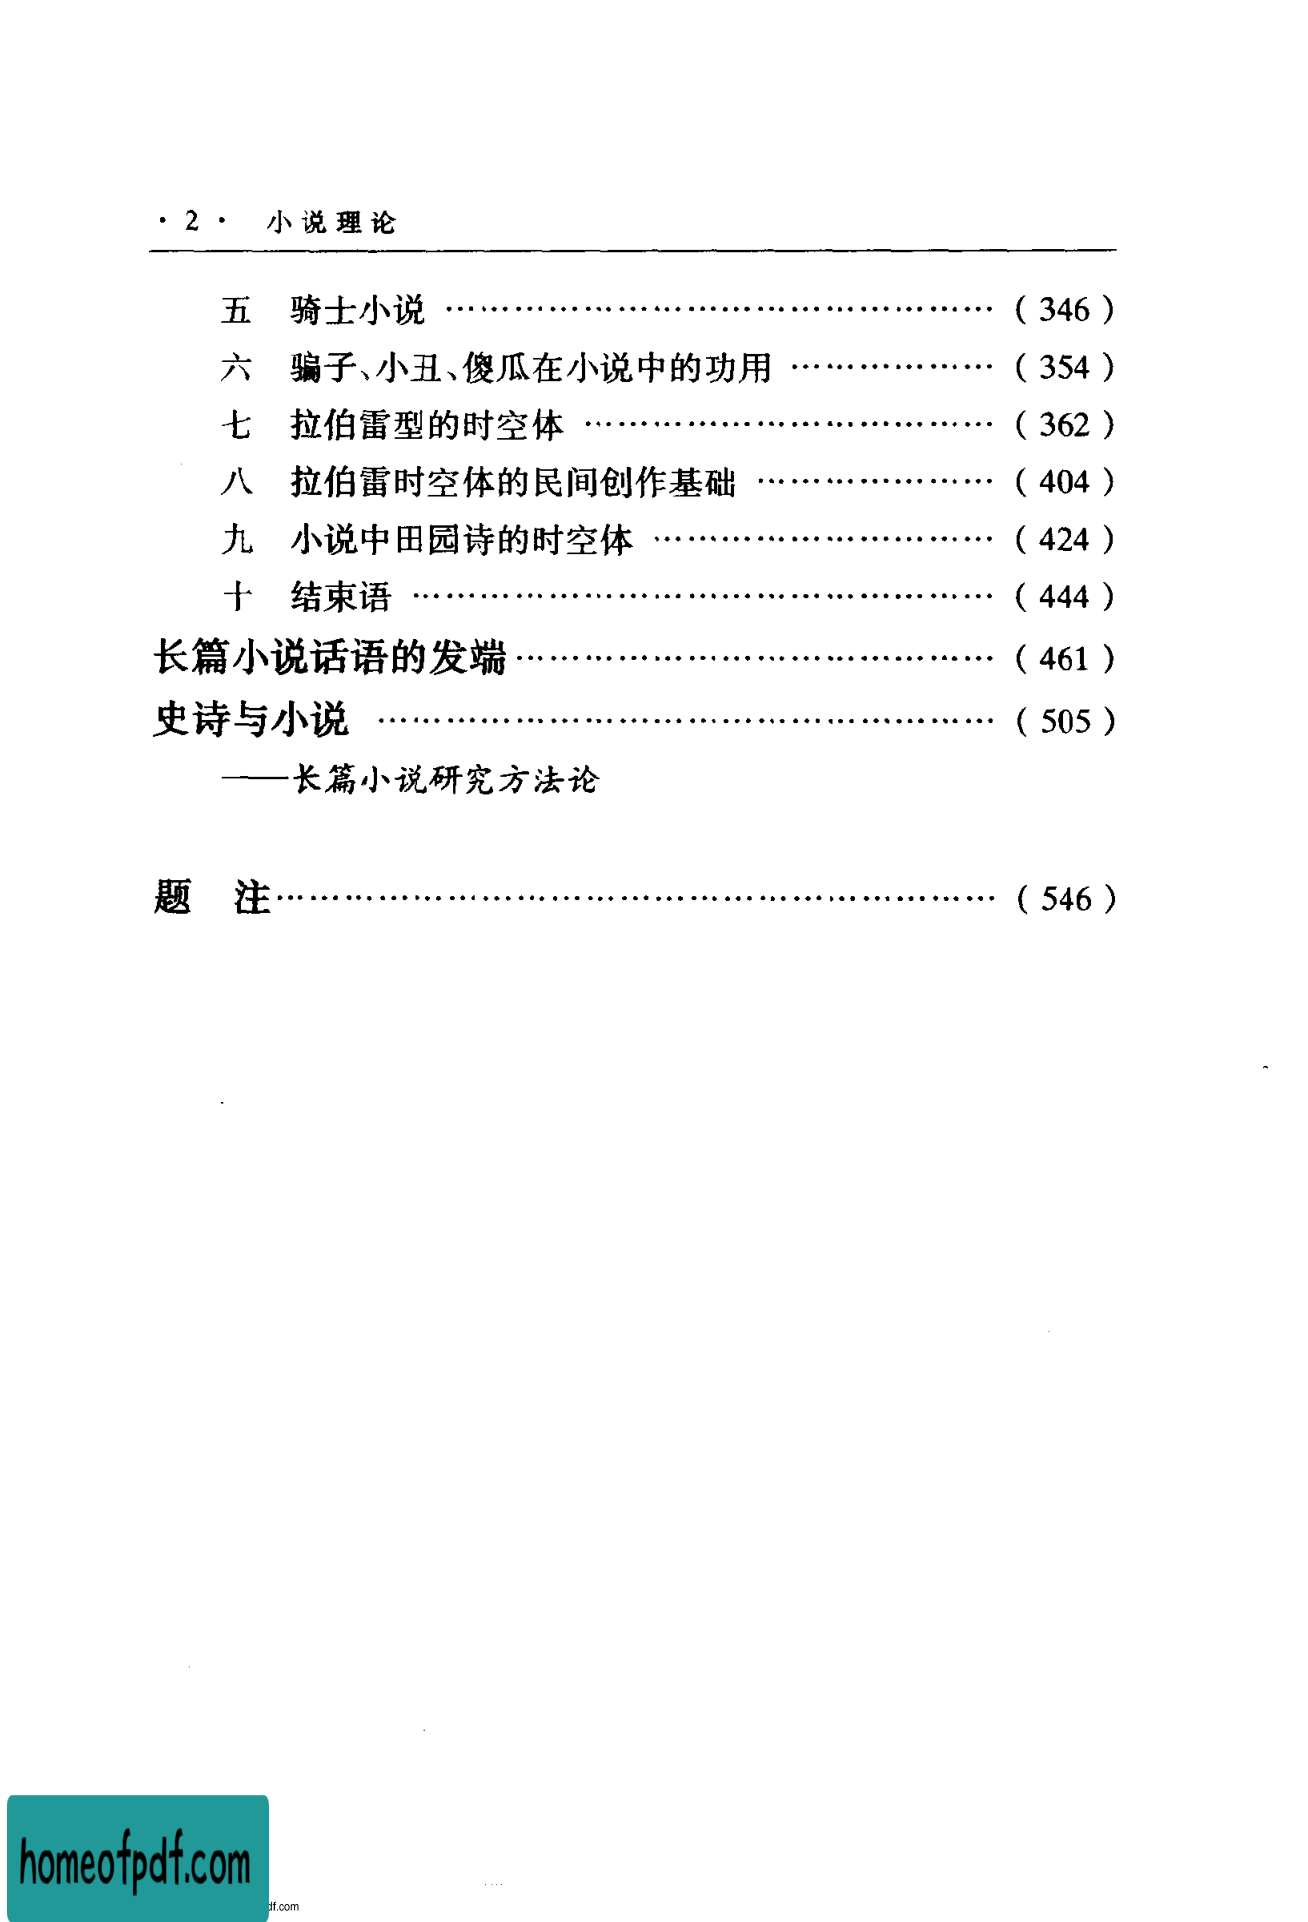 · 2 · 小说理论
五 骑士小说 …………………………………………… ( 346 )
六 骗子、小丑、傻瓜在小说中的功用 ……………… ( 354 )
七 拉伯雷型的时空体 ……………………………… ( 362 )
八 拉伯雷时空体的民间创作基础 ………………… ( 404 )
九 小说中田园诗的时空体 ………………………… ( 424 )
十 结束语 …………………………………………… ( 444 )
长篇小说话语的发端 …………………………………… ( 461 )
史诗与小说 ……………………………………………… ( 505 )
——长篇小说研究方法论
题 注 ……………………………………………………… ( 546 )
homeofpdf.com
df.com